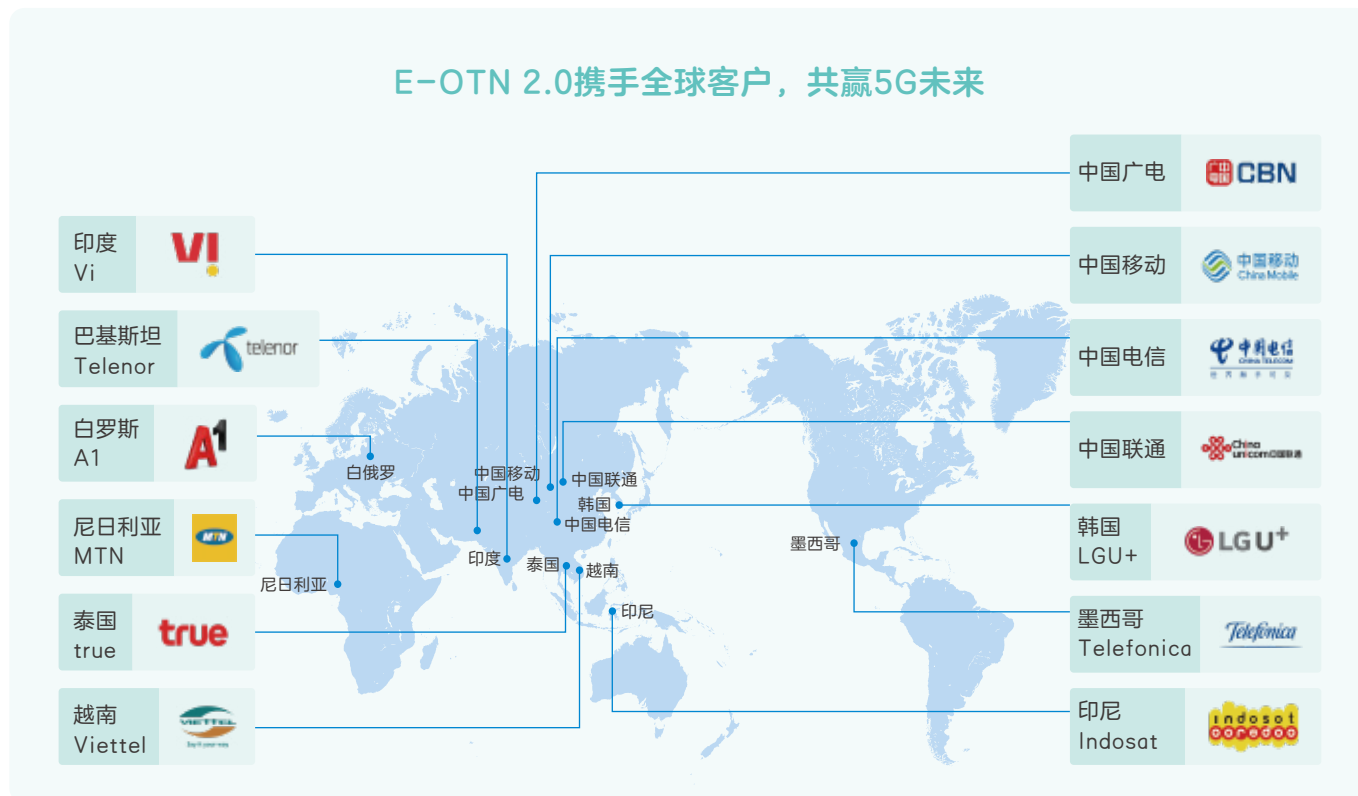 E-OTN 2.0携手全球客户，共赢5G未来
印度
Vi
VI
巴基斯坦
Telenor
telenor
白罗斯
A1
A1
尼日利亚
MTN
MTN
泰国
true
true
越南
Viettel
VIETTEL
中国广电
CBN
中国移动
中国移动
China Mobile
中国电信
中国电信
CHINA TELECOM
中国联通
China
unicom中国联通
韩国
LGU+
LG U+
墨西哥
Telefonica
Telefonica
印尼
Indosat
indosat
ooredoo
白俄罗
中国移动
中国联通
中国广电
韩国
中国电信
墨西哥
印度
泰国
越南
尼日利亚
印尼